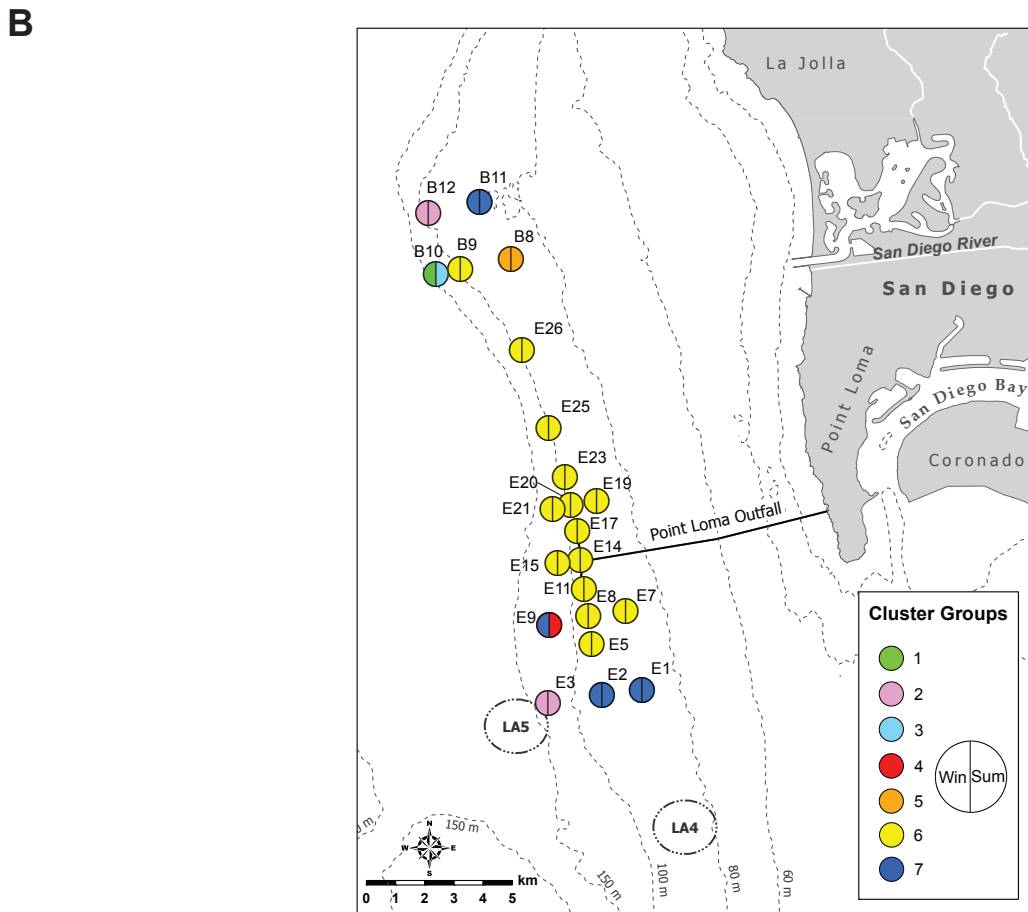 B
La Jolla
B12
B11
B10
B9
B8
San Diego River
San Diego
E26
Point Loma
San Diego Bay
E25
Coronado
E23
E20
E19
E21
E17
Point Loma Outfall
E14
E15
E11
E8
E7
E9
E5
E3
E2
E1
LA5
LA4
Cluster Groups
1
2
3
4
5
6
7
Win
Sum
0 m
150 m
N
W
E
S
km
0 1 2 3 4 5
150 m
100 m
80 m
60 m